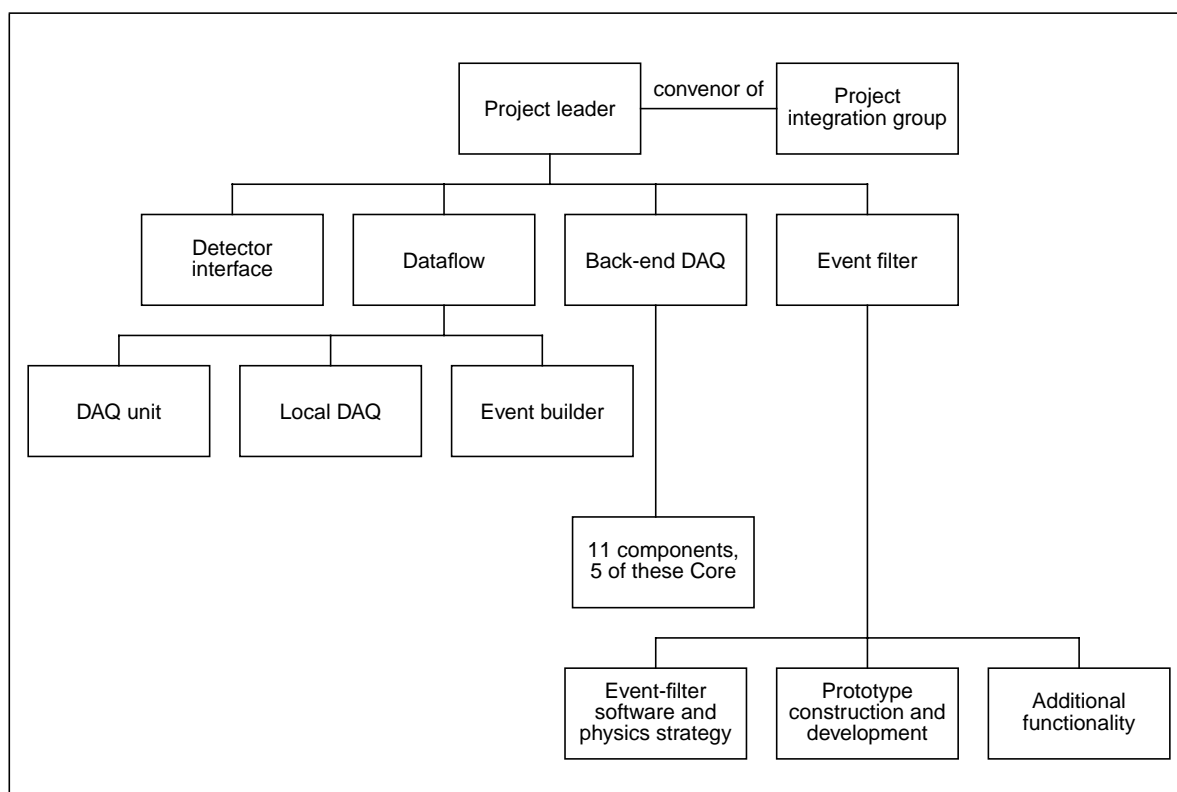 Project leader
convenor of
Project
integration group
Detector
interface
Dataflow
Back-end DAQ
Event filter
DAQ unit
Local DAQ
Event builder
11 components,
5 of these Core
Event-filter
software and
physics strategy
Prototype
construction and
development
Additional
functionality